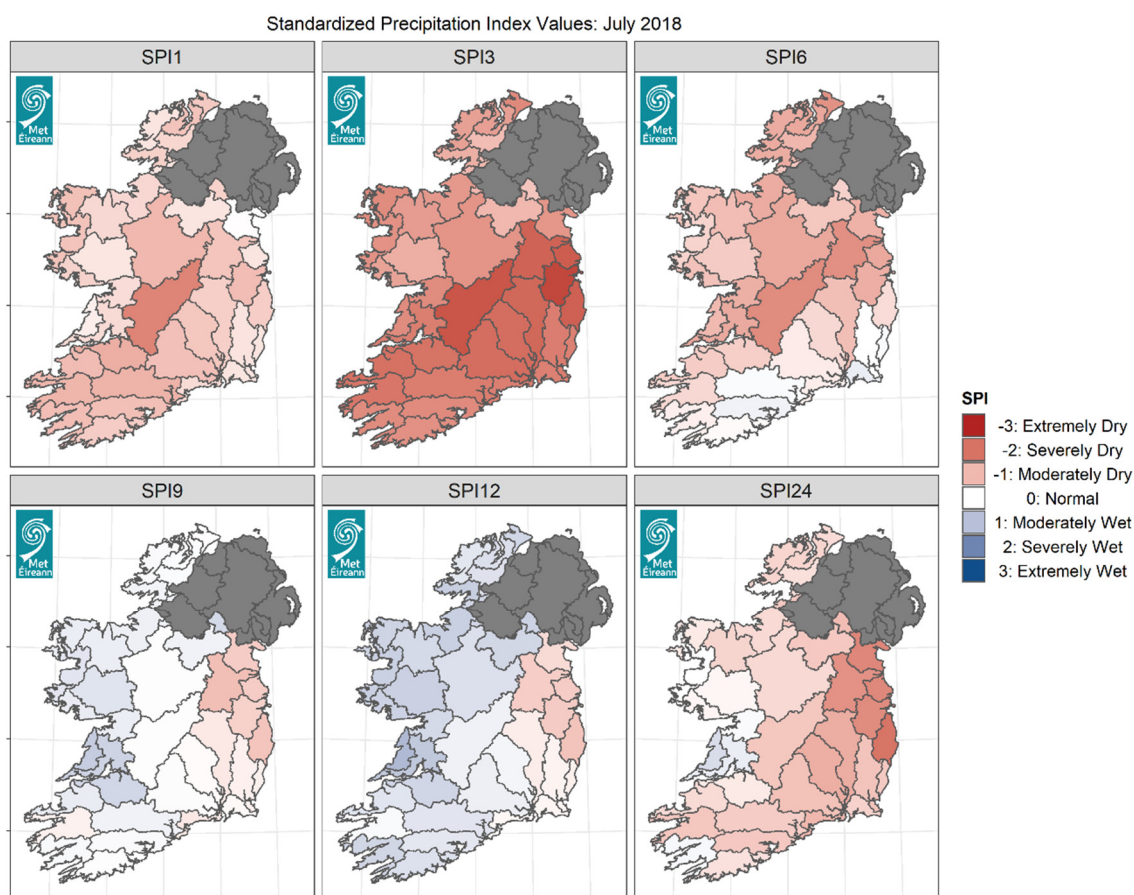 Standardized Precipitation Index Values: July 2018
SPI1
SPI3
SPI6
Met
Éireann
Met
Éireann
Met
Éireann
SPI
-3: Extremely Dry
-2: Severely Dry
-1: Moderately Dry
0: Normal
1: Moderately Wet
2: Severely Wet
3: Extremely Wet
SPI9
SPI12
SPI24
Met
Éireann
Met
Éireann
Met
Éireann